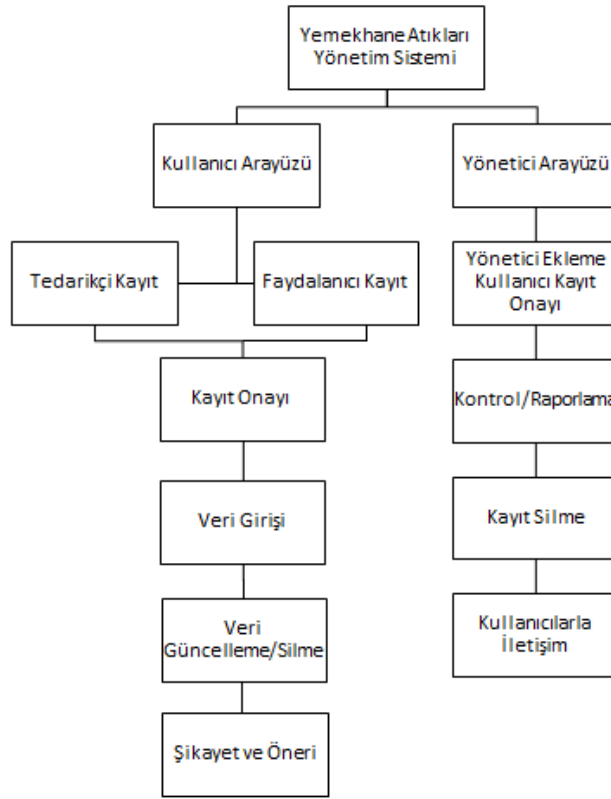 Yemekhane Atıkları
Yönetim Sistemi
Kullanıcı Arayüzü
Yönetici Arayüzü
Tedarikçi Kayıt
Faydalanıcı Kayıt
Yönetici Ekleme
Kullanıcı Kayıt
Onayı
Kayıt Onayı
Kontrol/Raporlama
Veri Girişi
Kayıt Silme
Veri
Güncelleme/Silme
Kullanıcılarla
İletişim
Şikayet ve Öneri